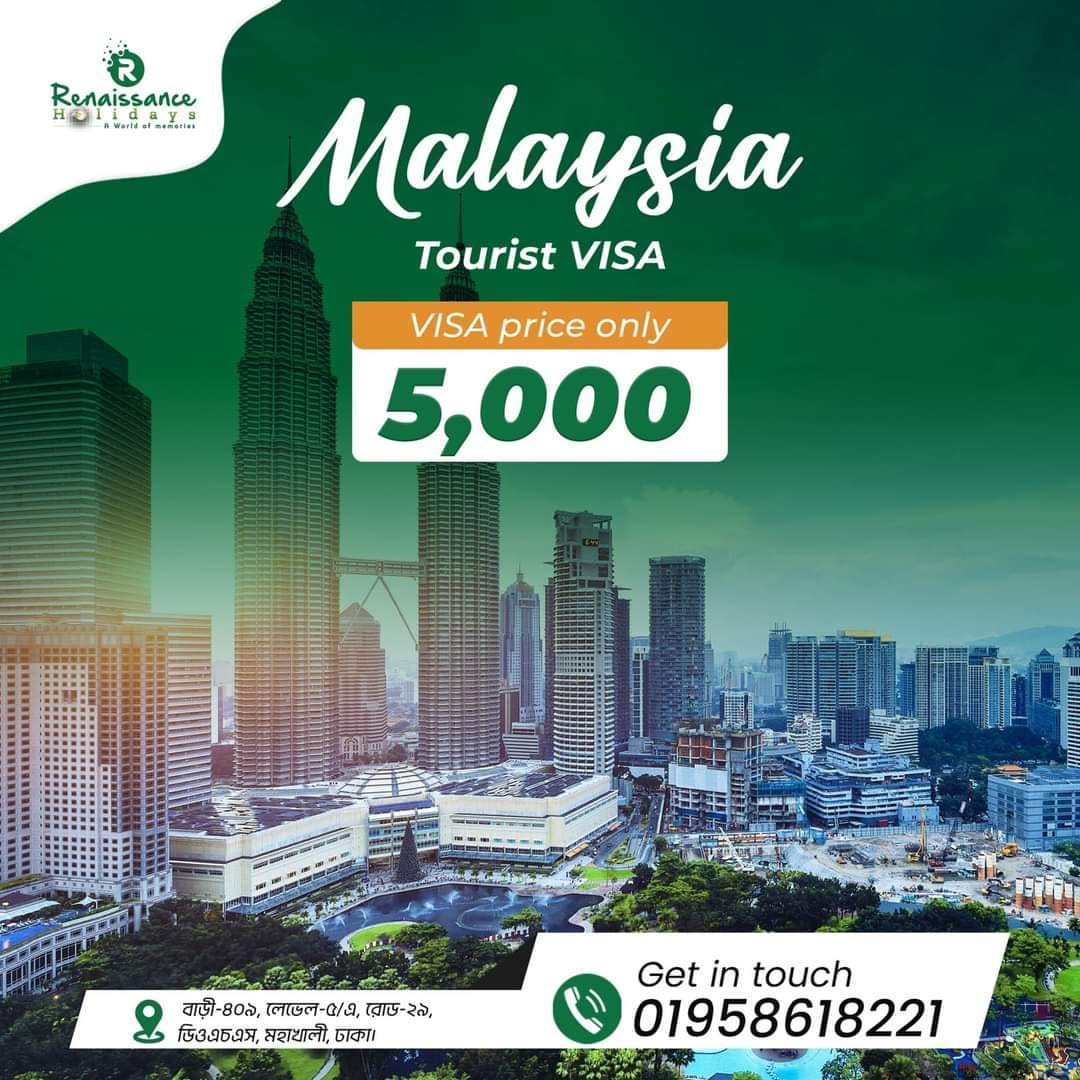 Renaissance
Holidays
A World of memories
Malaysia
Tourist VISA
VISA price only
5,000
বাড়ী-৪০৯, লেভেল-৫/এ, রোড-২৯,
ডিওএচএস, মহাখালী, ঢাকা।
Get in touch
01958618221